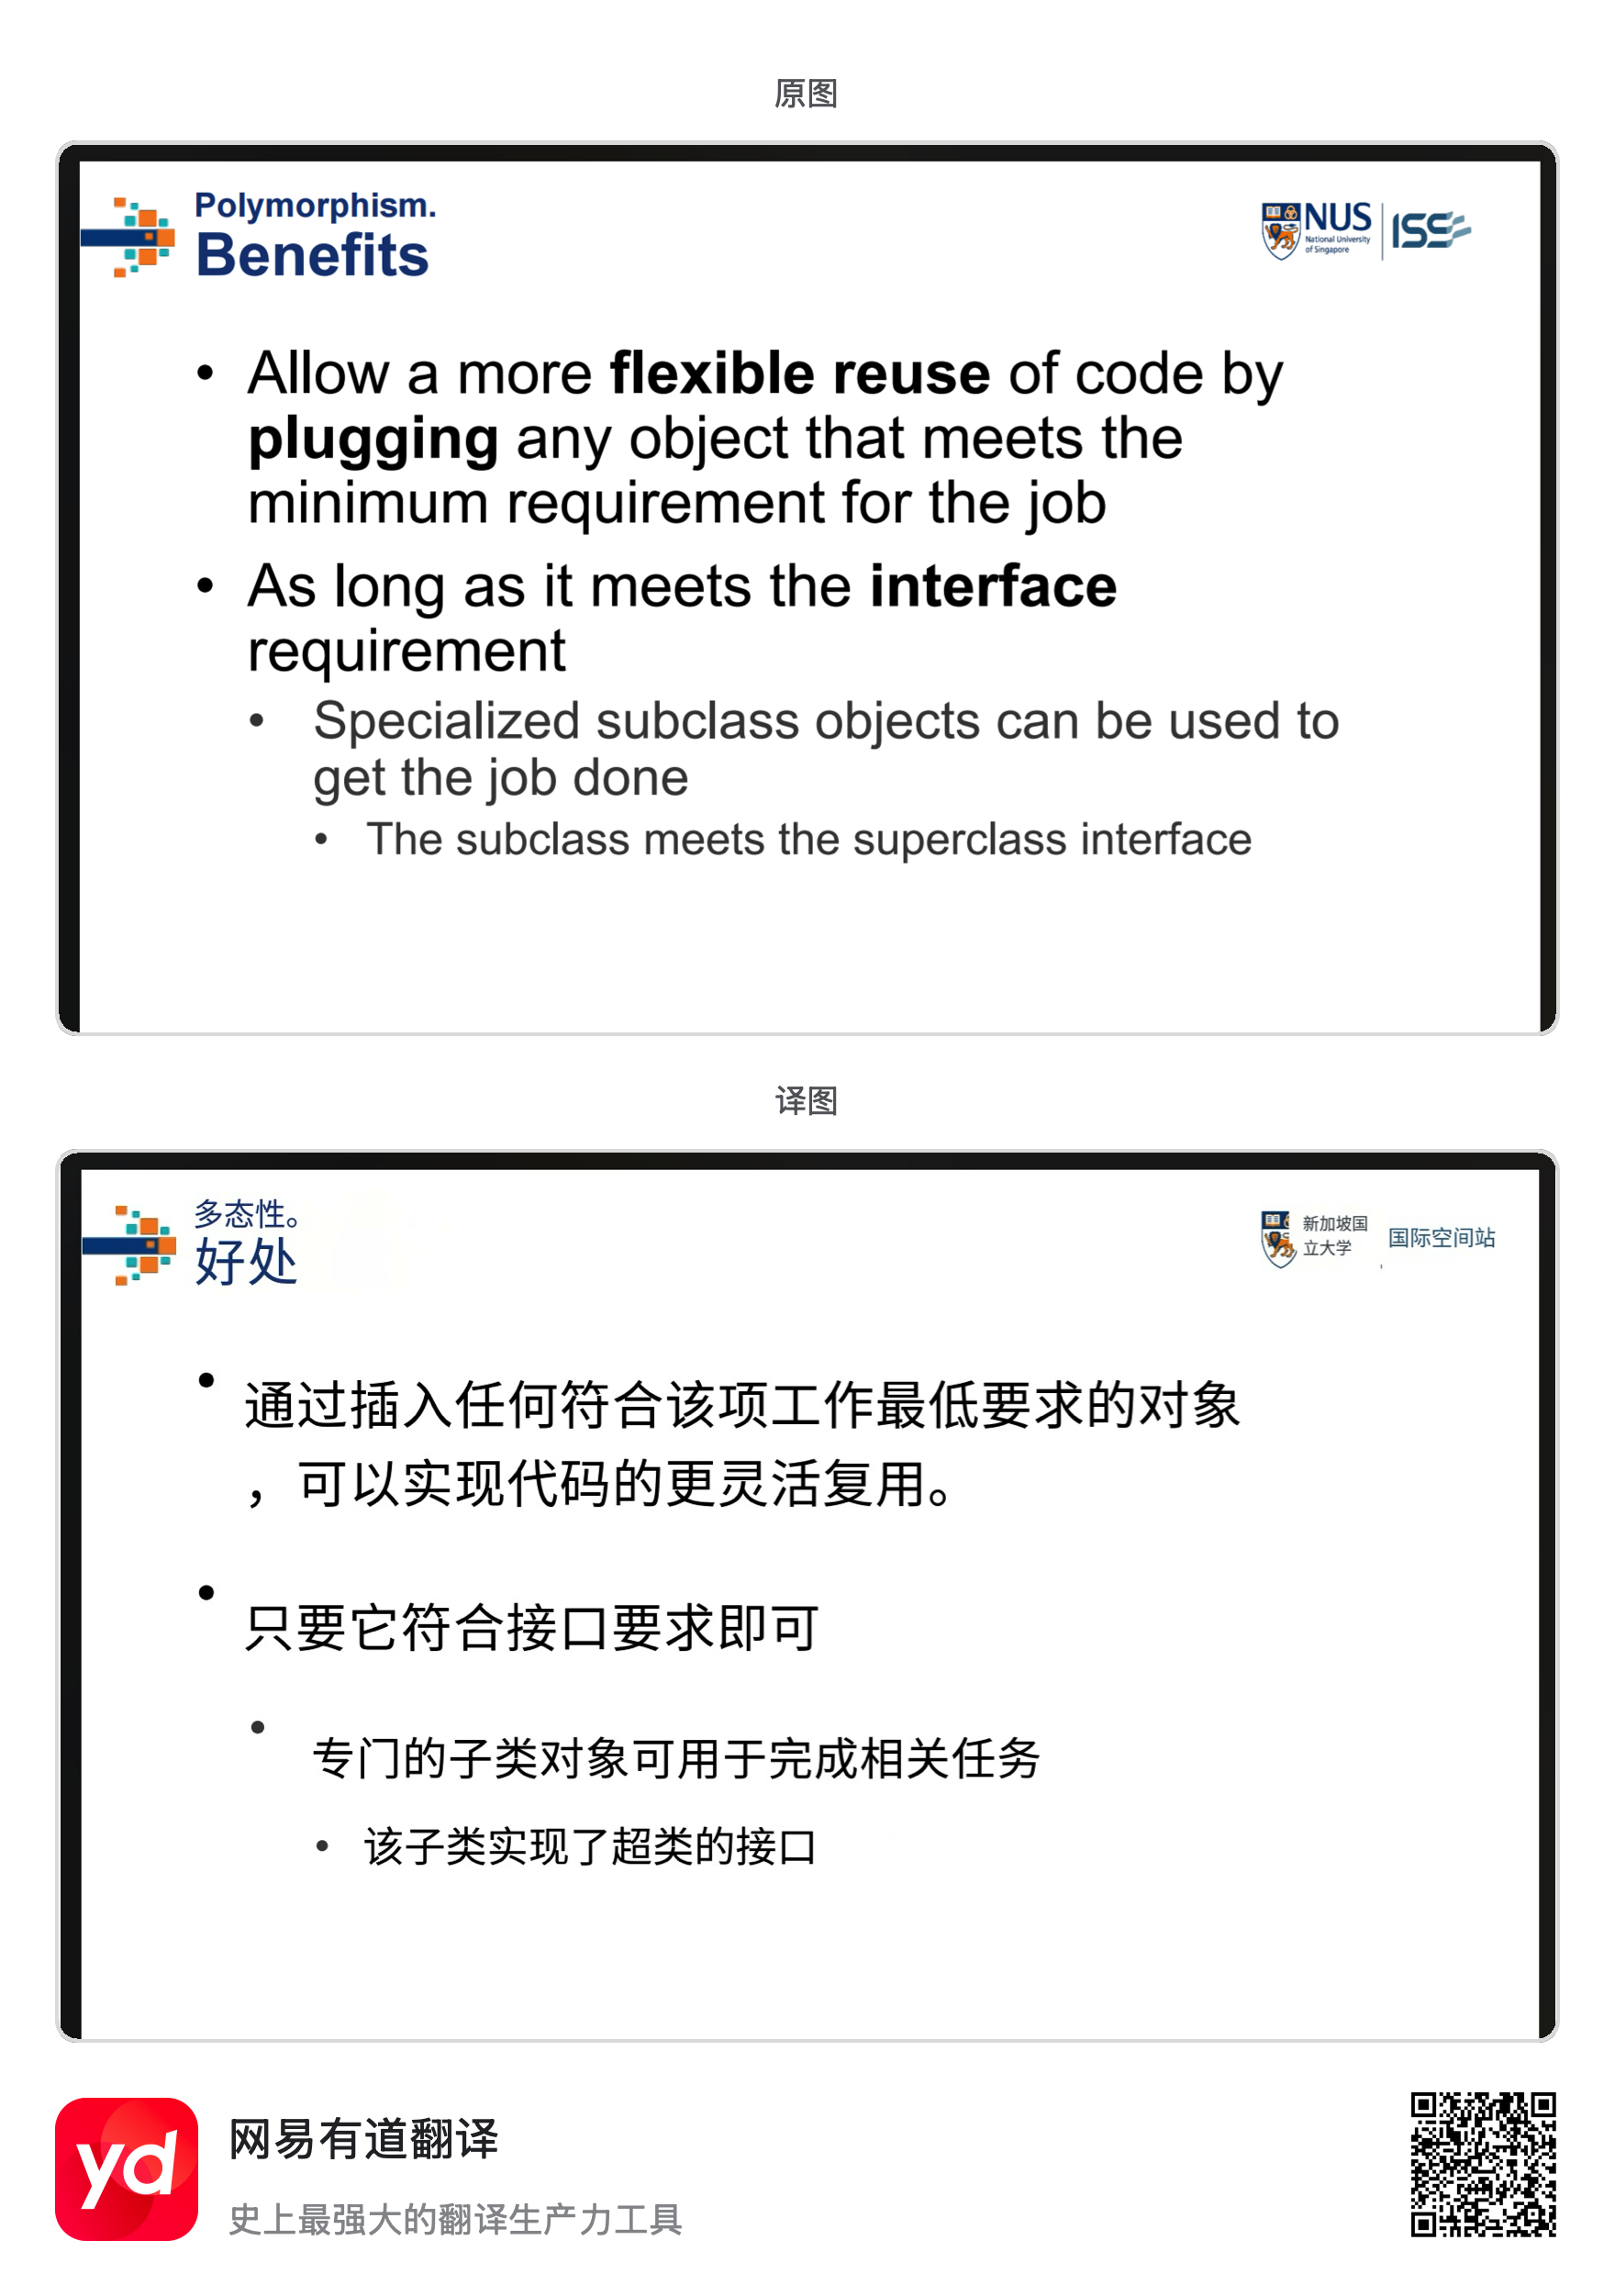 原图
Polymorphism.
Benefits
NUS
National University
of Singapore
ISS
• Allow a more flexible reuse of code by
plugging any object that meets the
minimum requirement for the job
• As long as it meets the interface
requirement
• Specialized subclass objects can be used to
get the job done
• The subclass meets the superclass interface
译图
多态性。
好处
新加坡国
立大学
国际空间站
• 通过插入任何符合该项工作最低要求的对象
，可以实现代码的更灵活复用。
• 只要它符合接口要求即可
• 专门的子类对象可用于完成相关任务
• 该子类实现了超类的接口
yd
网易有道翻译
史上最强大的翻译生产力工具